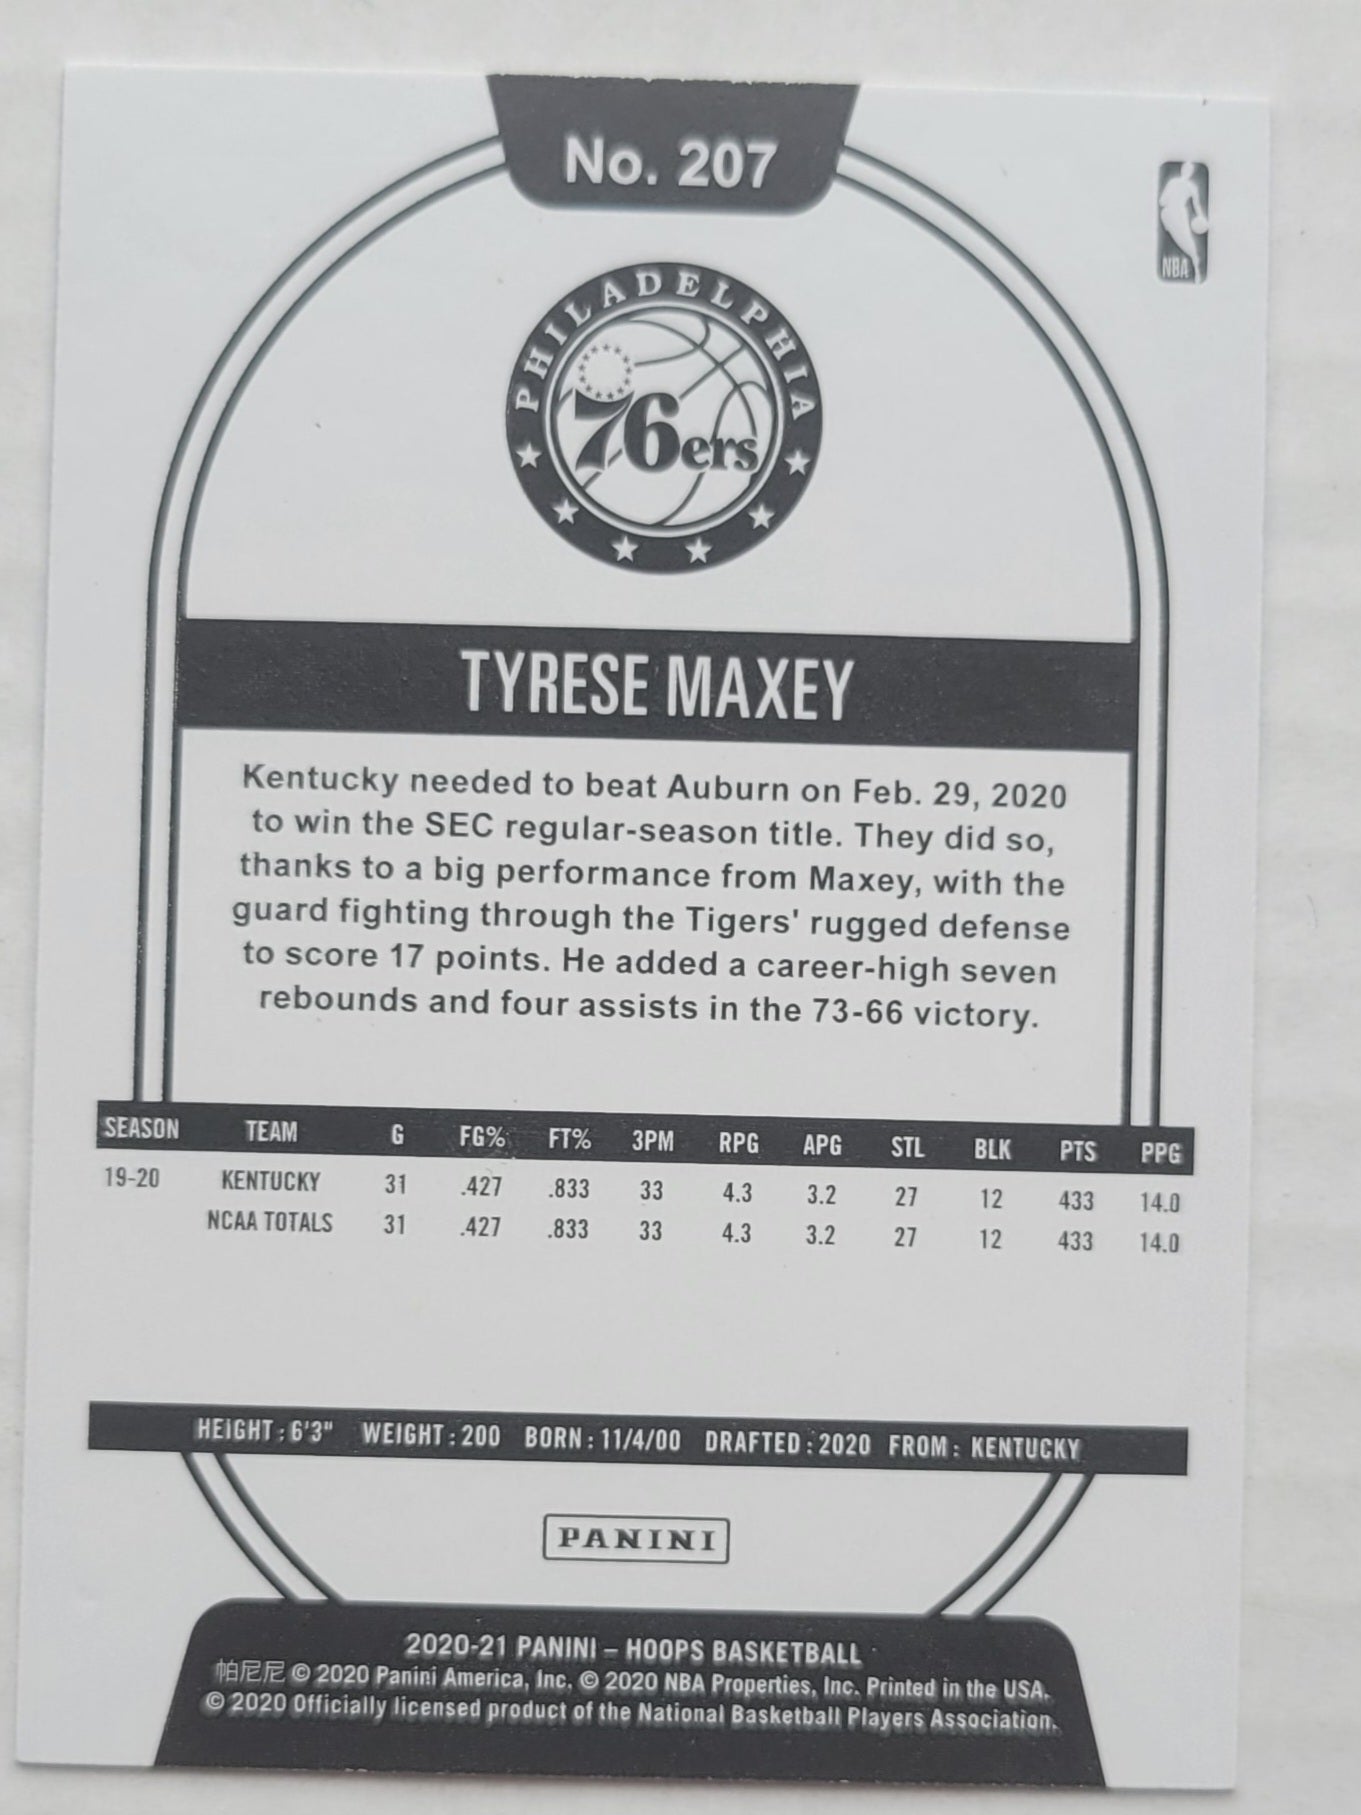 No. 207
NBA
PHILADELPHIA
76ers
TYRESE MAXEY
Kentucky needed to beat Auburn on Feb. 29, 2020
to win the SEC regular-season title. They did so,
thanks to a big performance from Maxey, with the
guard fighting through the Tigers' rugged defense
to score 17 points. He added a career-high seven
rebounds and four assists in the 73-66 victory.
SEASON TEAM G FG% FT% 3PM RPG APG STL BLK PTS PPG
19-20 KENTUCKY 31 .427 .833 33 4.3 3.2 27 12 433 14.0
NCAA TOTALS 31 .427 .833 33 4.3 3.2 27 12 433 14.0
HEIGHT: 6'3" WEIGHT: 200 BORN: 11/4/00 DRAFTED: 2020 FROM: KENTUCKY
PANINI
2020-21 PANINI – HOOPS BASKETBALL
帕尼尼 © 2020 Panini America, Inc. © 2020 NBA Properties, Inc. Printed in the USA.
© 2020 Officially licensed product of the National Basketball Players Association.